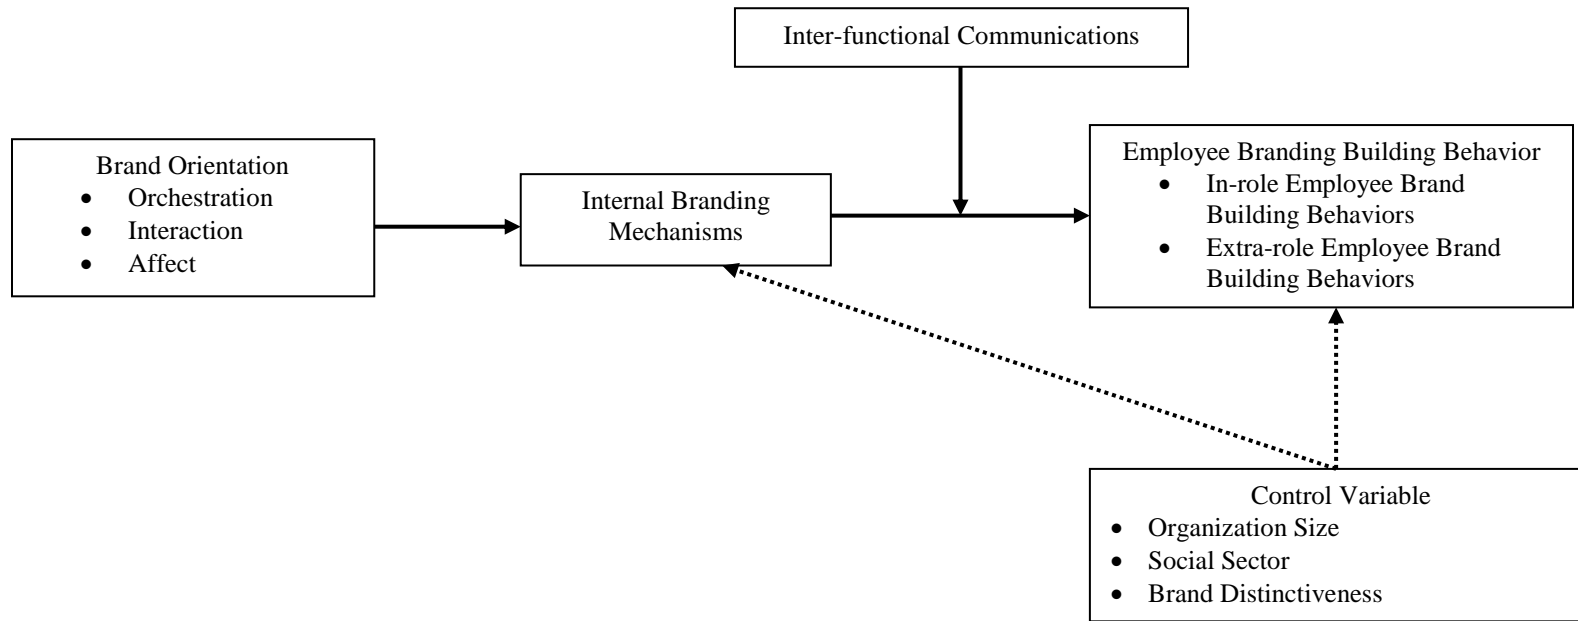 Inter-functional Communications
Brand Orientation
• Orchestration
• Interaction
• Affect
Internal Branding
Mechanisms
Employee Branding Building Behavior
• In-role Employee Brand
Building Behaviors
• Extra-role Employee Brand
Building Behaviors
Control Variable
• Organization Size
• Social Sector
• Brand Distinctiveness